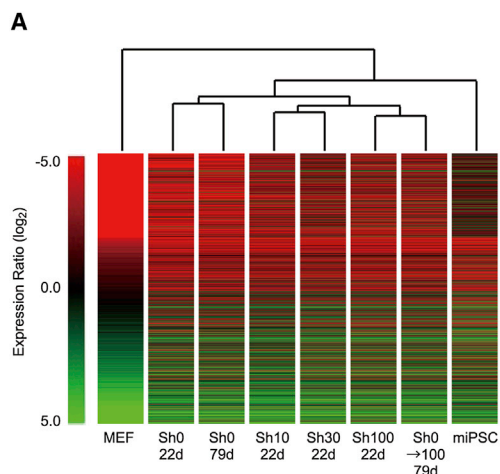 A
Expression Ratio (log2)
-5.0
0.0
5.0
MEF
Sh0
22d
Sh0
79d
Sh10
22d
Sh30
22d
Sh100
22d
Sh0
→100
79d
miPSC